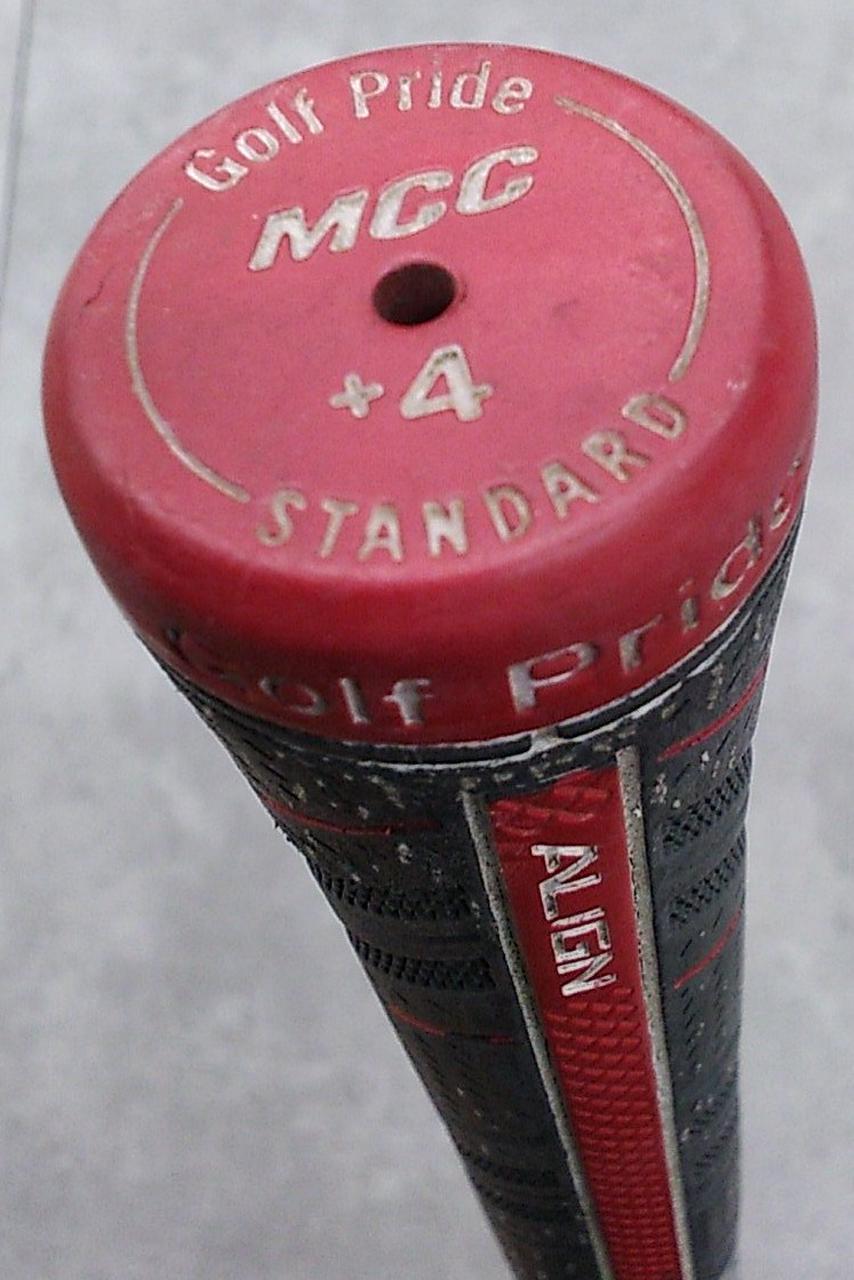 Golf Pride
MCC
+4
STANDARD
Golf Pride
ALIGN